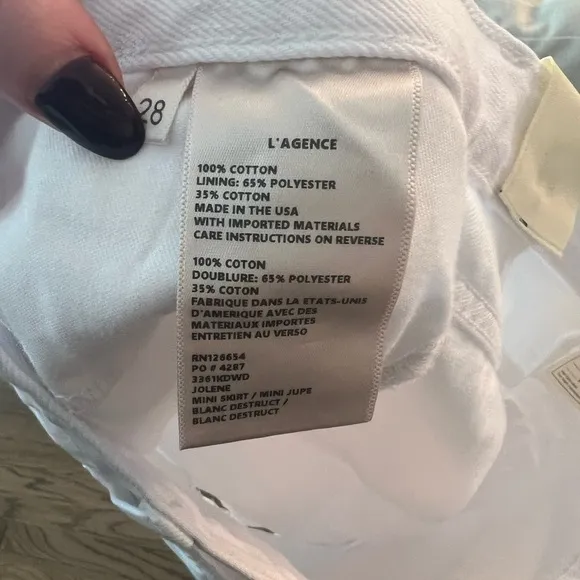 28
L'AGENCE
100% COTTON
LINING: 65% POLYESTER
35% COTTON
MADE IN THE USA
WITH IMPORTED MATERIALS
CARE INSTRUCTIONS ON REVERSE
100% COTON
DOUBLURE: 65% POLYESTER
35% COTON
FABRIQUE DANS LA ETATS-UNIS
D'AMERIQUE AVEC DES
MATERIAUX IMPORTES
ENTRETIEN AU VERSO
RN126654
PO # 4287
3361KDWD
JOLENE
MINI SKIRT / MINI JUPE
BLANC DESTRUCT /
BLANC DESTRUCT